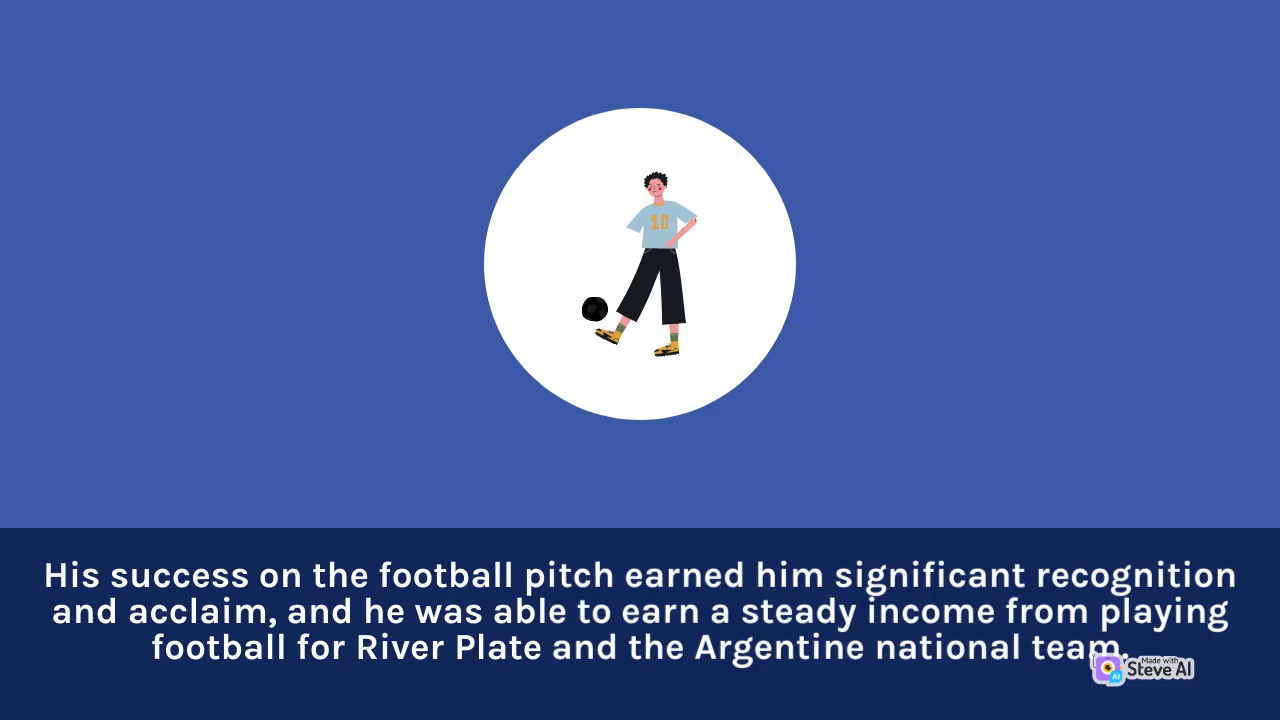 10
His success on the football pitch earned him significant recognition
and acclaim, and he was able to earn a steady income from playing
football for River Plate and the Argentine national team.
Made with
Steve AI
AI